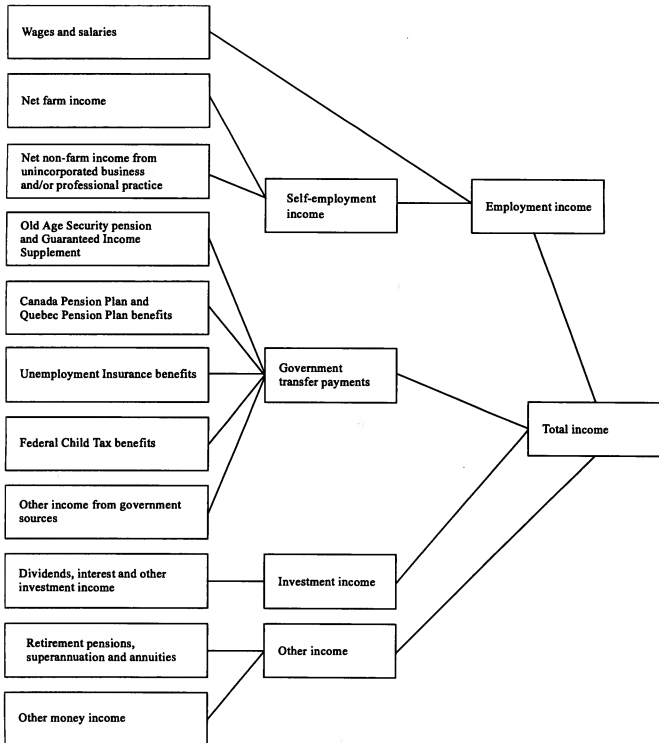 Wages and salaries
Net farm income
Net non-farm income from
unincorporated business
and/or professional practice
Self-employment
income
Employment income
Old Age Security pension
and Guaranteed Income
Supplement
Canada Pension Plan and
Quebec Pension Plan benefits
Unemployment Insurance benefits
Government
transfer payments
Federal Child Tax benefits
Total income
Other income from government
sources
Dividends, interest and other
investment income
Investment income
Retirement pensions,
superannuation and annuities
Other income
Other money income